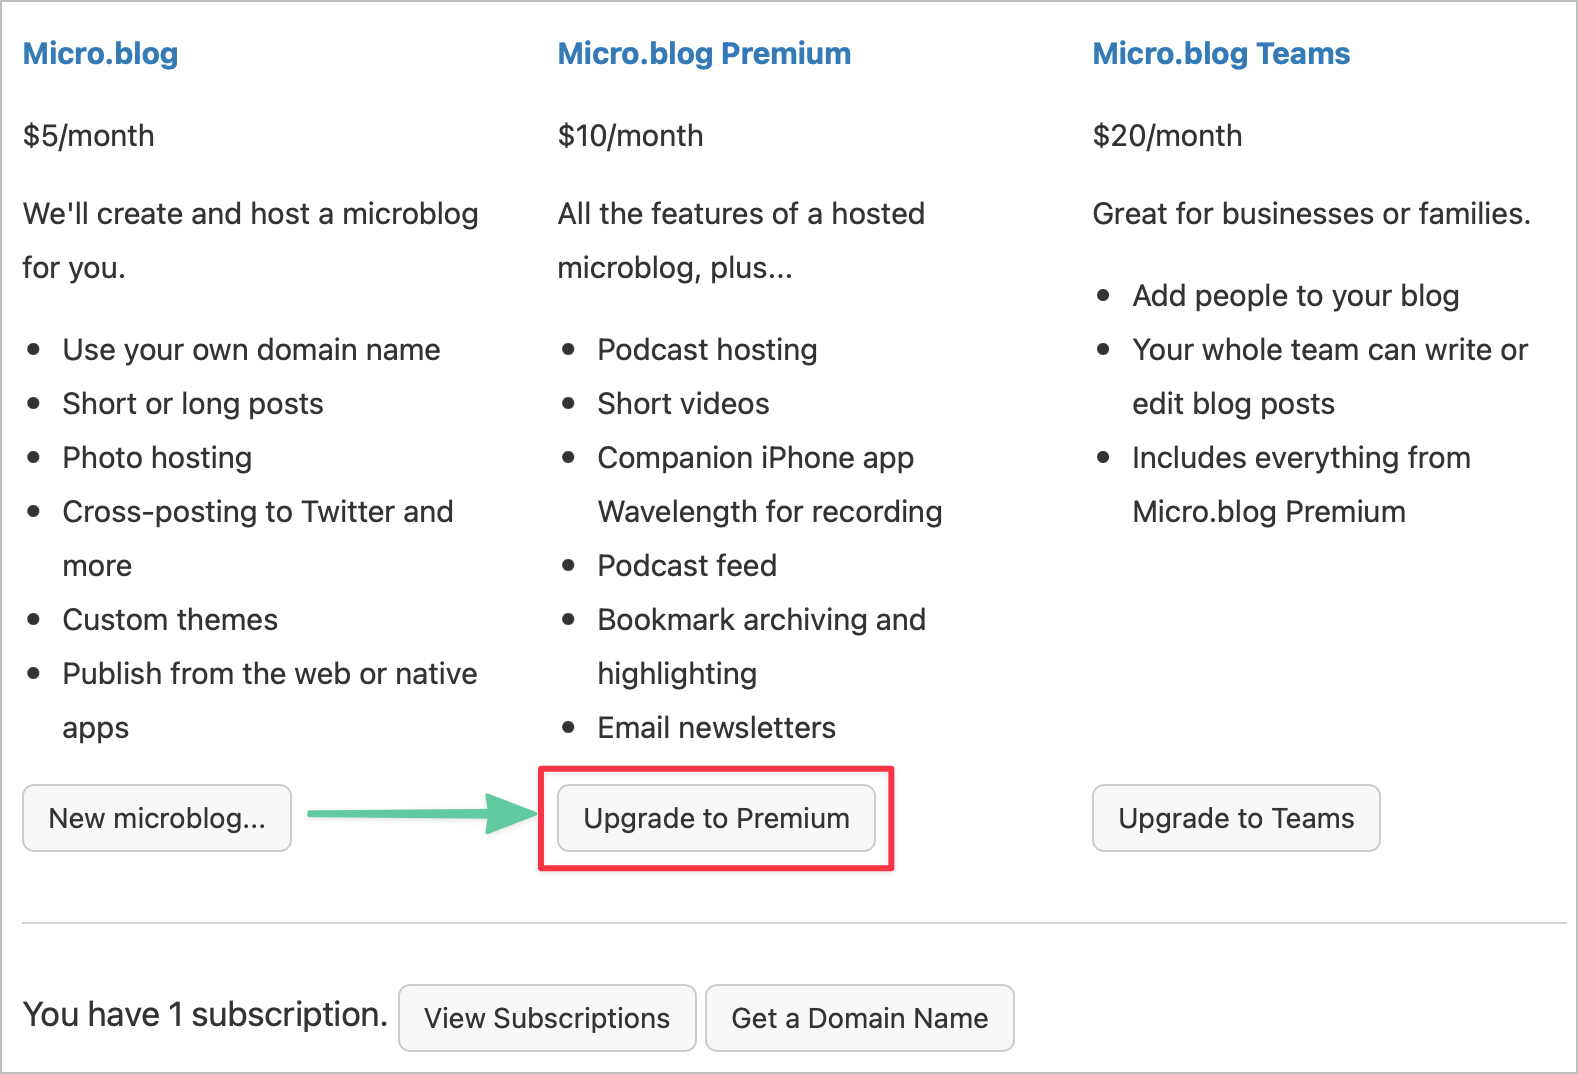 Micro.blog
$5/month
We'll create and host a microblog
for you.
• Use your own domain name
• Short or long posts
• Photo hosting
• Cross-posting to Twitter and
more
• Custom themes
• Publish from the web or native
apps
New microblog...
Micro.blog Premium
$10/month
All the features of a hosted
microblog, plus...
• Podcast hosting
• Short videos
• Companion iPhone app
Wavelength for recording
• Podcast feed
• Bookmark archiving and
highlighting
• Email newsletters
Upgrade to Premium
Micro.blog Teams
$20/month
Great for businesses or families.
• Add people to your blog
• Your whole team can write or
edit blog posts
• Includes everything from
Micro.blog Premium
Upgrade to Teams
You have 1 subscription. View Subscriptions Get a Domain Name